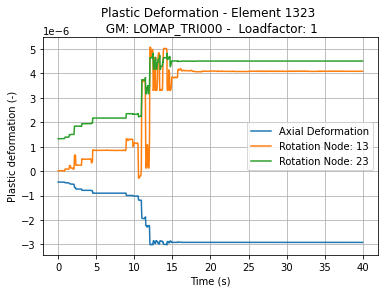 Plastic Deformation - Element 1323
GM: LOMAP_TRI000 -  Loadfactor: 1
1e−6
5
4
3
2
1
0
−1
−2
−3
Plastic deformation (-)
Axial Deformation
Rotation Node: 13
Rotation Node: 23
0
5
10
15
20
25
30
35
40
Time (s)